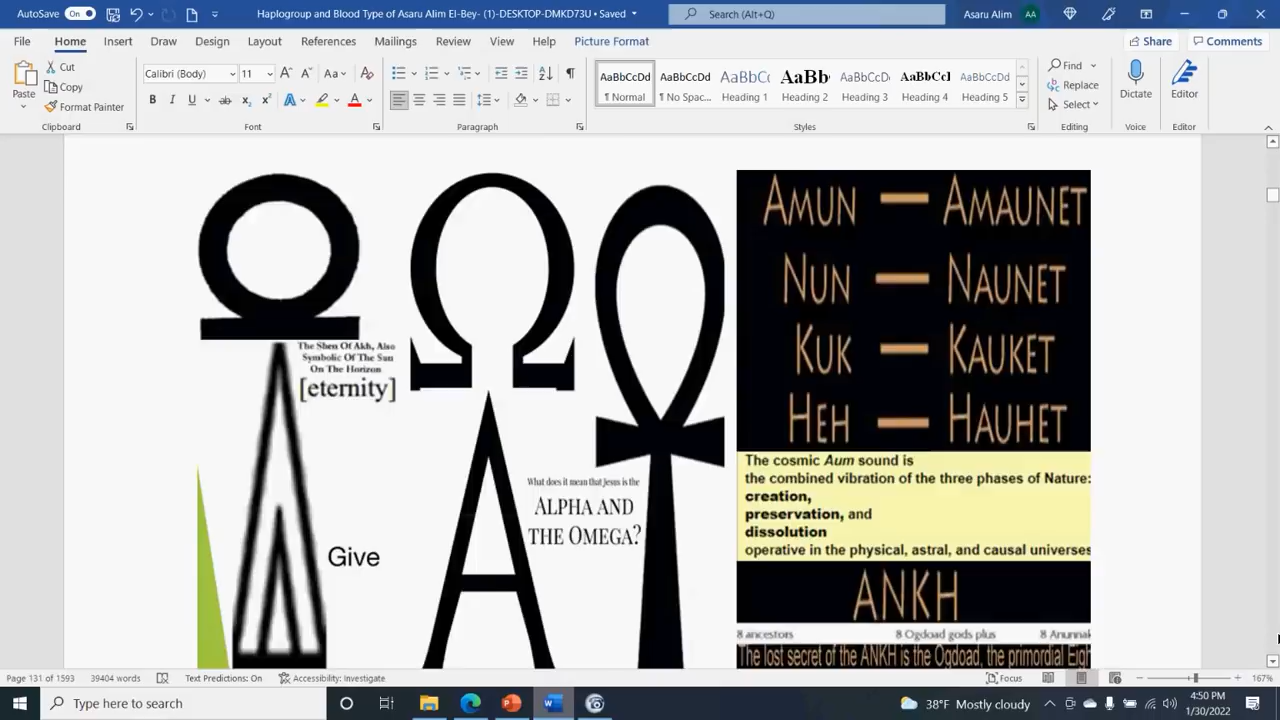 AutoSave On Haplogroup and Blood Type of Asaru Alim El-Bey- (1)-DESKTOP-DMKD73U • Saved Search (Alt+Q) Asaru Alim AA
File Home Insert Draw Design Layout References Mailings Review View Help Picture Format Share Comments
Paste
Cut
Copy
Format Painter
Calibri (Body) 11
AaBbCcDd AaBbCcDd AaBbCc AaBbCc AaBbCcDd AaBbCcI AaBbCcDd
¶ Normal ¶ No Spac... Heading 1 Heading 2 Heading 3 Heading 4 Heading 5
Find
Replace
Select
Dictate
Editor
Clipboard Font Paragraph Styles Editing Voice Editor
The Shen Of Akh, Also
Symbolic Of The Sun
On The Horizon
[eternity]
Give
Ω
A
What does it mean that Jesus is the
ALPHA AND
THE OMEGA?
AMUN — AMAUNET
NUN — NAUNET
KUK — KAUKET
HEH — HAUHET
The cosmic Aum sound is
the combined vibration of the three phases of Nature:
creation,
preservation, and
dissolution
operative in the physical, astral, and causal universes
ANKH
8 ancestors 8 Ogdoad gods plus 8 Anunnak
The lost secret of the ANKH is the Ogdoad, the primordial Eigh
Page 131 of 1593 39404 words Text Predictions: On Accessibility: Investigate Focus 167%
Type here to search 38°F Mostly cloudy 4:50 PM
1/30/2022